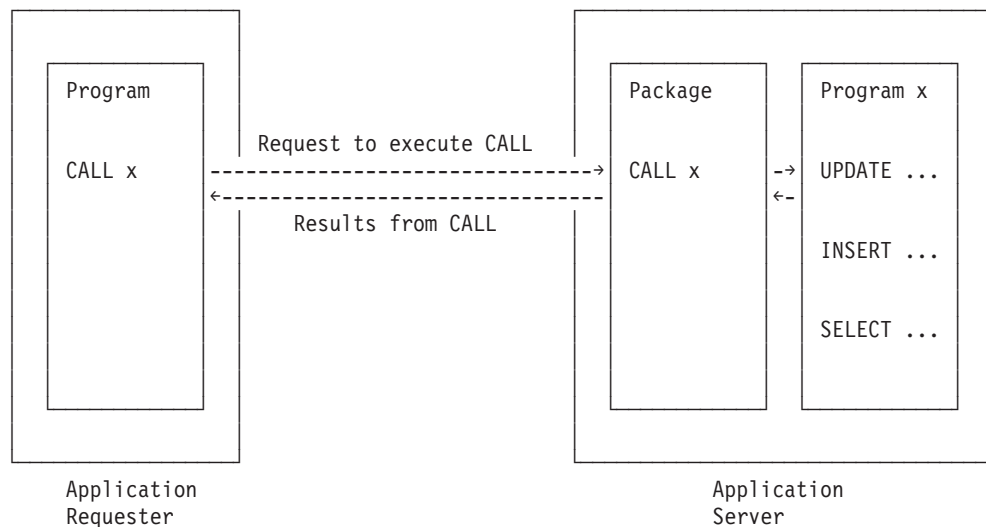 Program
Package
Program x
Request to execute CALL
CALL x
CALL x
UPDATE ...
Results from CALL
INSERT ...
SELECT ...
Application
Requester
Application
Server